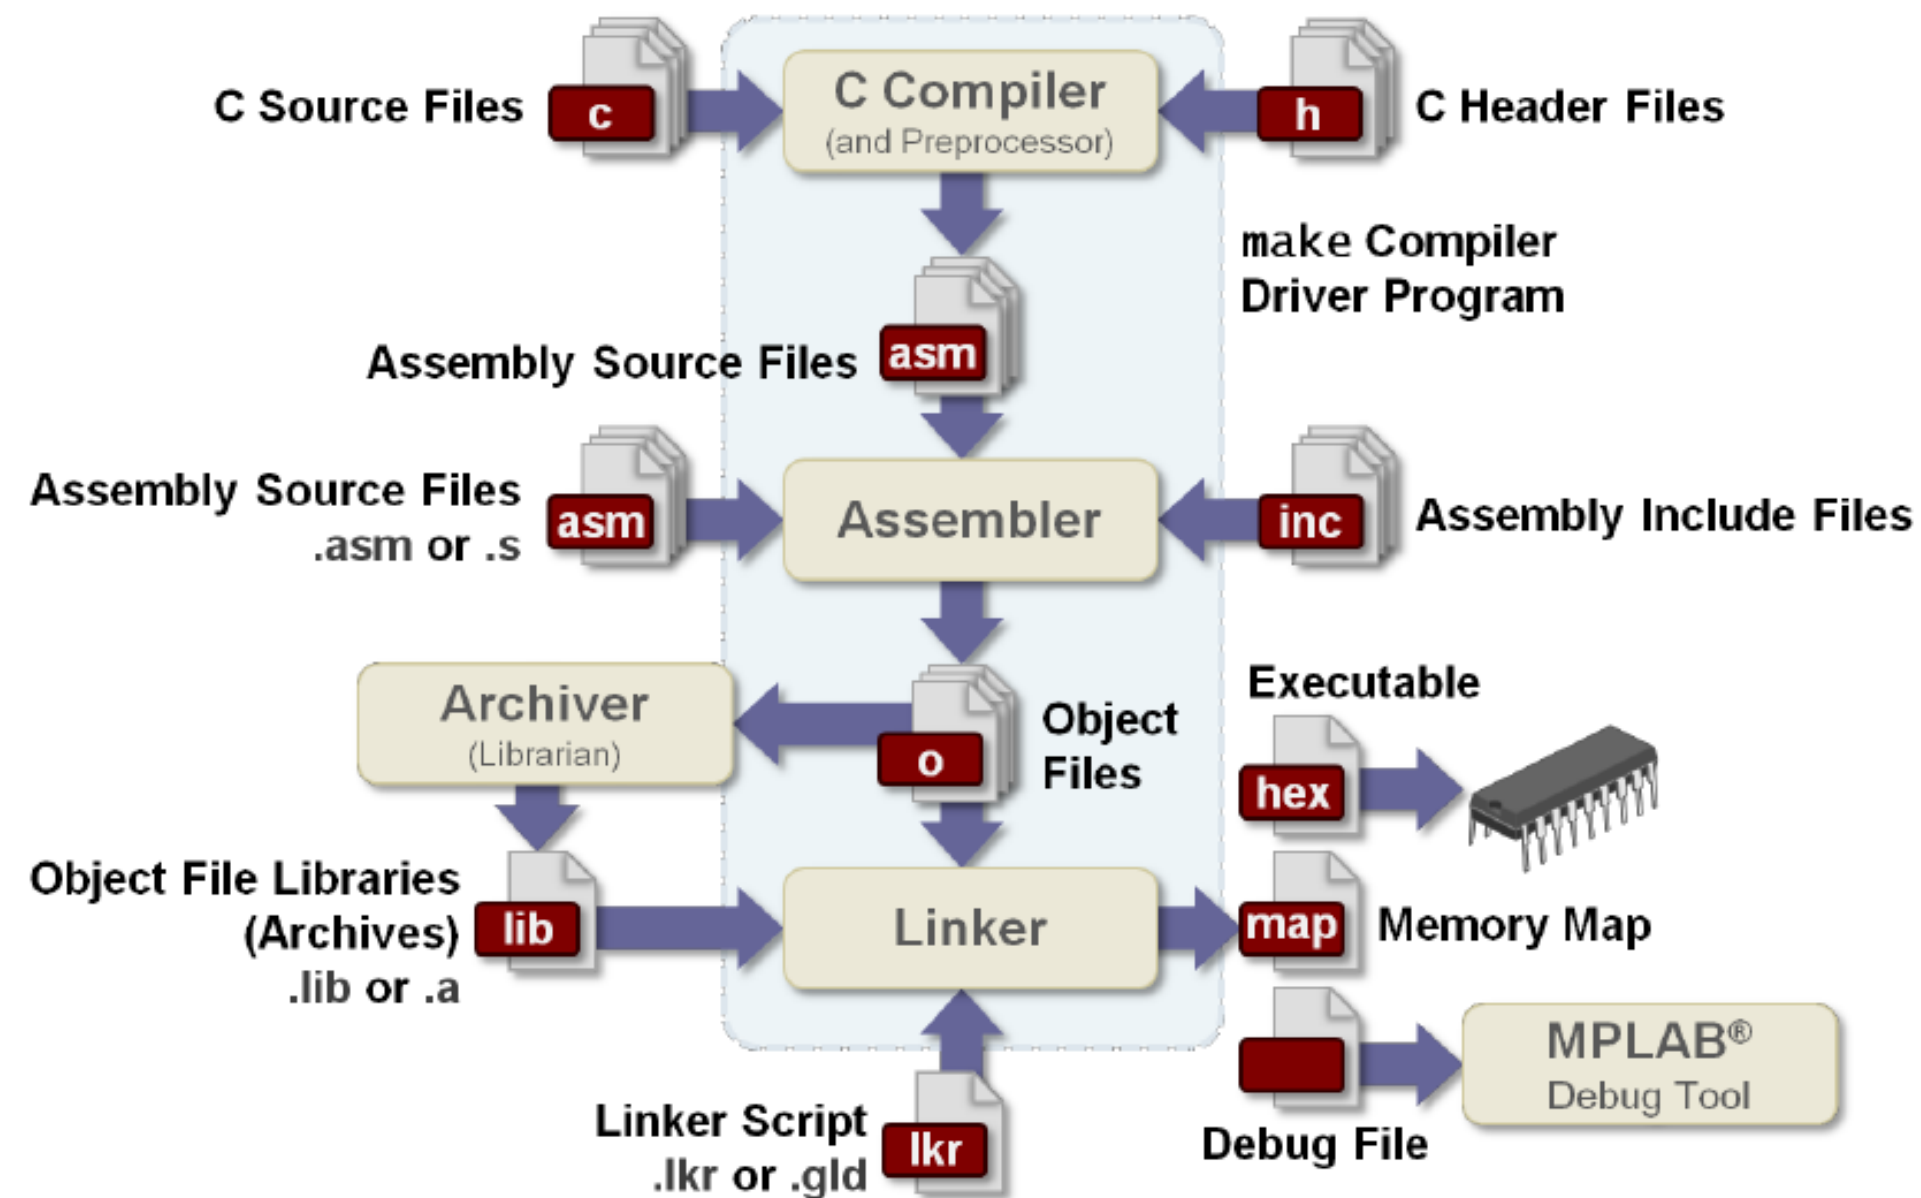 C Source Files
c
C Compiler
(and Preprocessor)
h
C Header Files
make Compiler
Driver Program
Assembly Source Files
asm
Assembly Source Files
.asm or .s
asm
Assembler
inc
Assembly Include Files
Archiver
(Librarian)
o
Object
Files
Executable
hex
Object File Libraries
(Archives)
.lib or .a
lib
Linker
map
Memory Map
Linker Script
.lkr or .gld
lkr
Debug File
MPLAB®
Debug Tool